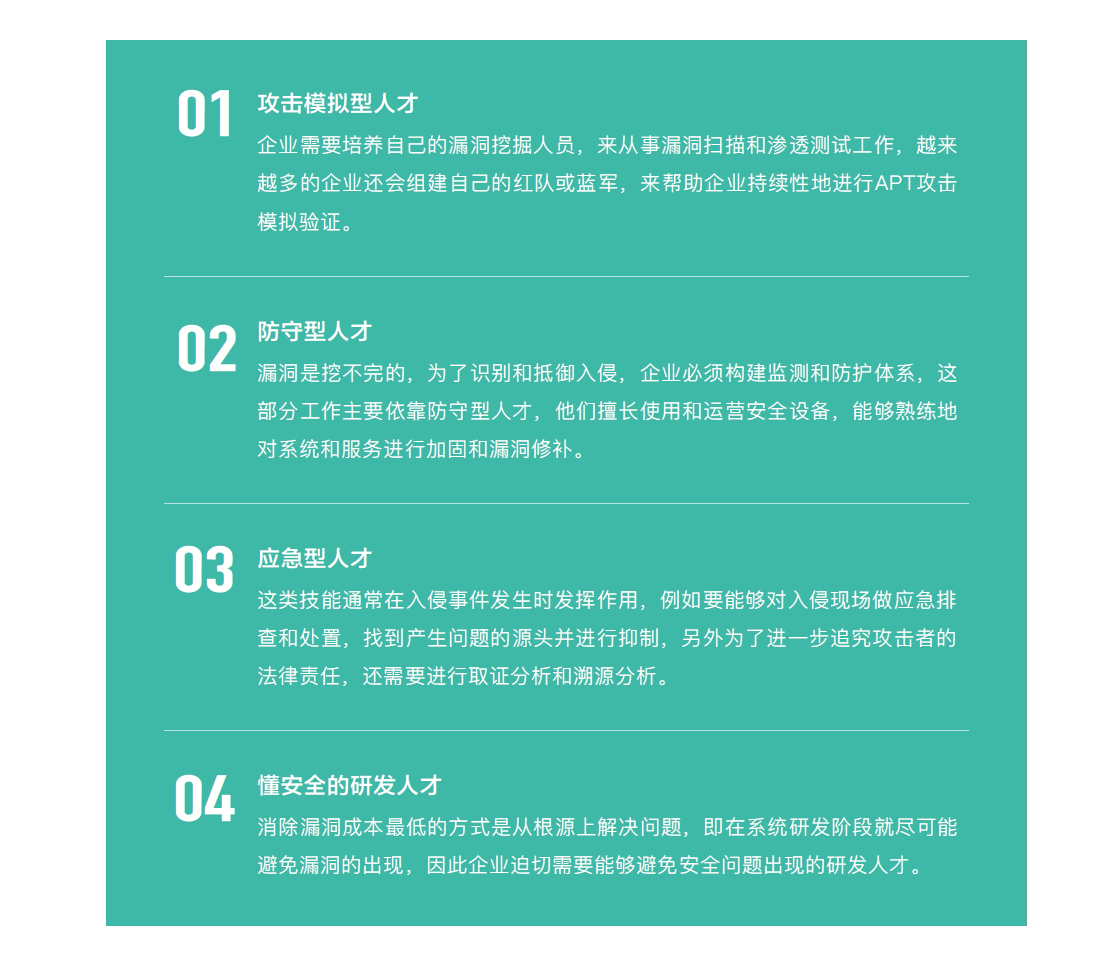 01
攻击模拟型人才
企业需要培养自己的漏洞挖掘人员，来从事漏洞扫描和渗透测试工作，越来
越多的企业还会组建自己的红队或蓝军，来帮助企业持续性地进行APT攻击
模拟验证。
02
防守型人才
漏洞是挖不完的，为了识别和抵御入侵，企业必须构建监测和防护体系，这
部分工作主要依靠防守型人才，他们擅长使用和运营安全设备，能够熟练地
对系统和服务进行加固和漏洞修补。
03
应急型人才
这类技能通常在入侵事件发生时发挥作用，例如要能够对入侵现场做应急排
查和处置，找到产生问题的源头并进行抑制，另外为了进一步追究攻击者的
法律责任，还需要进行取证分析和溯源分析。
04
懂安全的研发人才
消除漏洞成本最低的方式是从根源上解决问题，即在系统研发阶段就尽可能
避免漏洞的出现，因此企业迫切需要能够避免安全问题出现的研发人才。